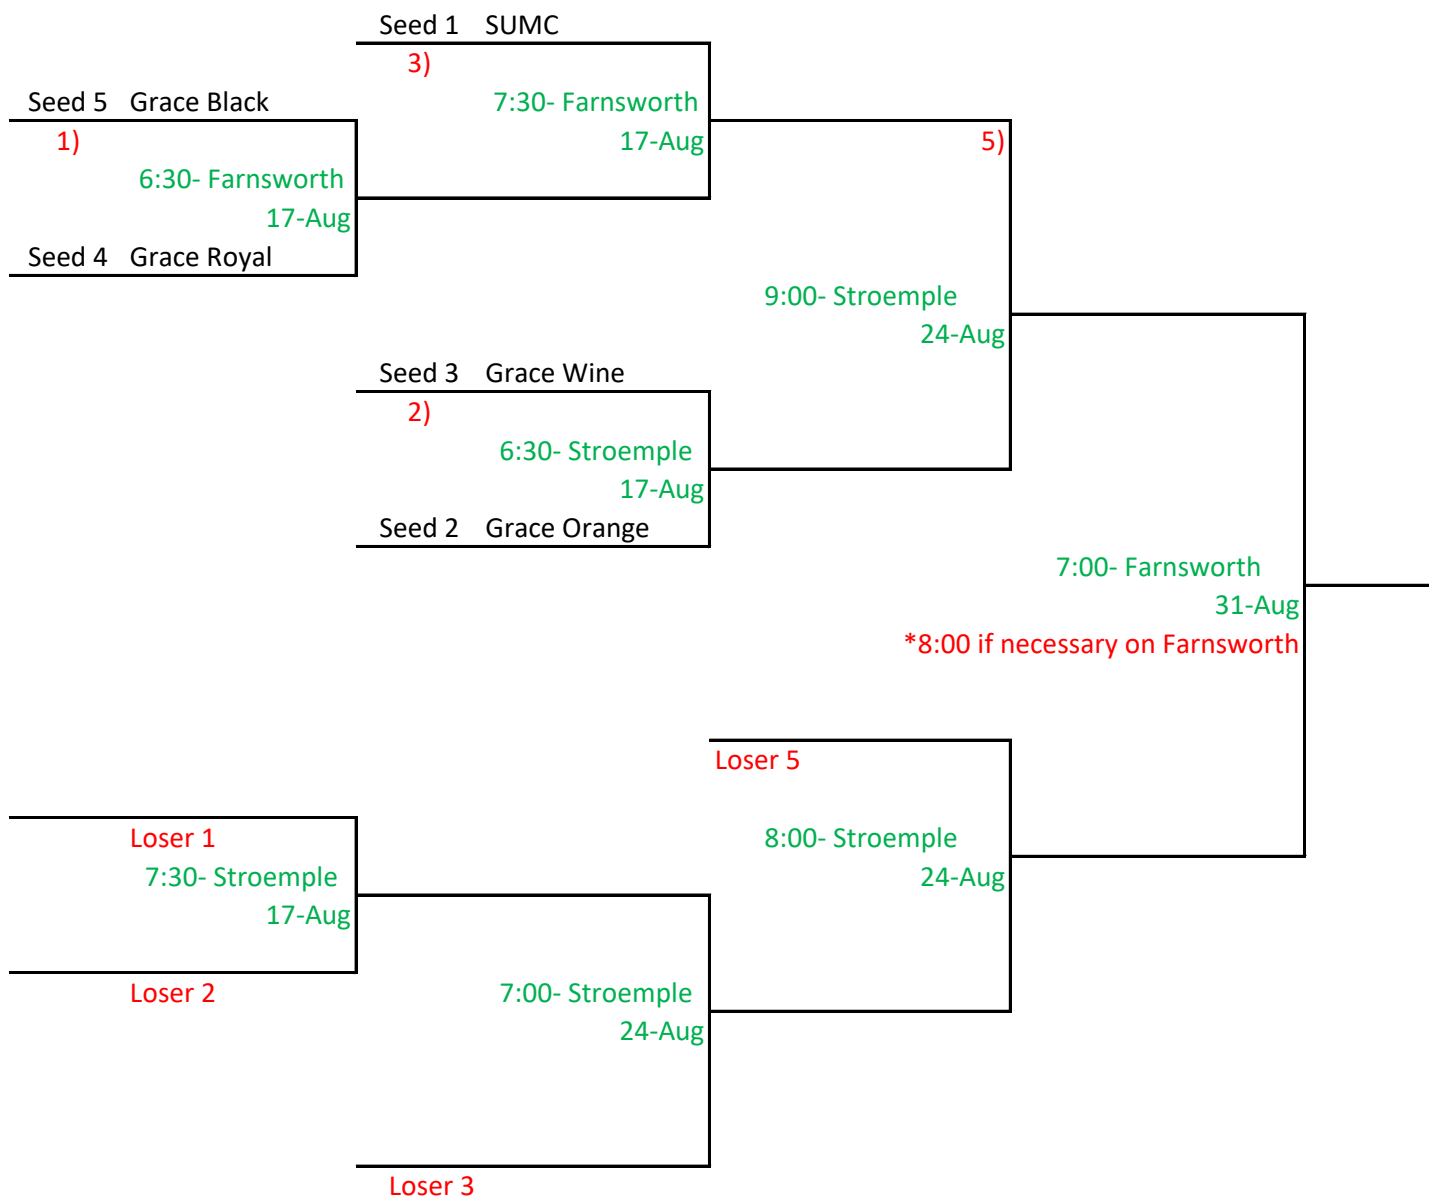 Seed 1 SUMC
3)
7:30- Farnsworth
17-Aug
Seed 5 Grace Black
1)
6:30- Farnsworth
17-Aug
Seed 4 Grace Royal
5)
9:00- Stroemple
24-Aug
Seed 3 Grace Wine
2)
6:30- Stroemple
17-Aug
Seed 2 Grace Orange
7:00- Farnsworth
31-Aug
*8:00 if necessary on Farnsworth
Loser 5
8:00- Stroemple
24-Aug
Loser 1
7:30- Stroemple
17-Aug
Loser 2
7:00- Stroemple
24-Aug
Loser 3